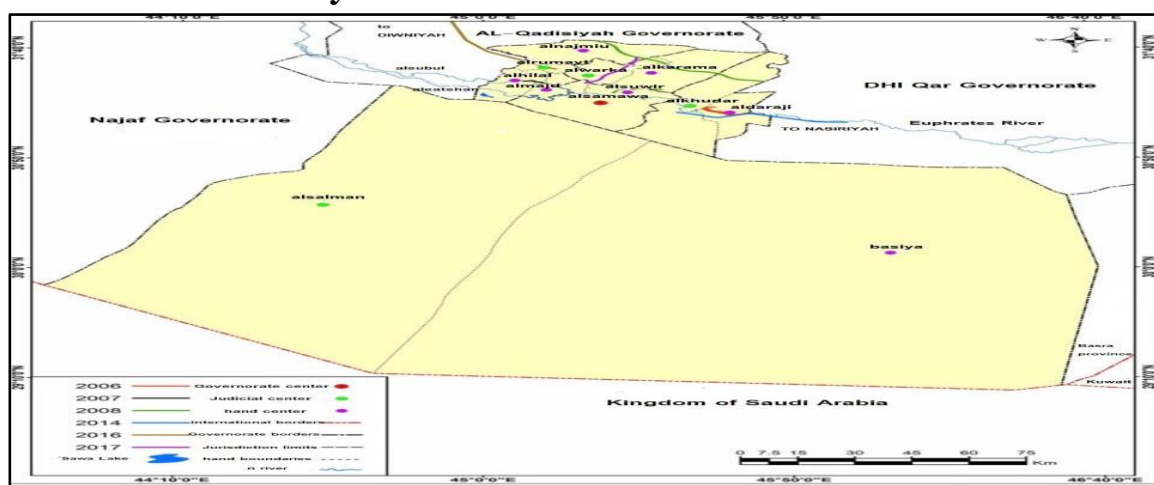 44°10'0"E 45°0'0"E 45°50'0"E 46°40'0"E
to
DIWNIYAH
AL-Qadisiyah Governorate
W E
alnajmiu
alsubul
alrumayt
alwarka
alkarama
alhilal
almajd
alsuwir
alsamawa
alkhudar
aldaraji
DHI Qar Governorate
Najaf Governorate
TO NASIRIYAH
Euphrates River
alsalman
basiya
Basra
province
Kuwait
Kingdom of Saudi Arabia
2006 Governorate center
2007 Judicial center
2008 hand center
2014 international borders
2016 Governorate borders
2017 Jurisdiction limits
Sawa Lake hand boundaries
n river
0 7.5 15 30 45 60 75
Km
44°10'0"E 45°0'0"E 45°50'0"E 46°40'0"E